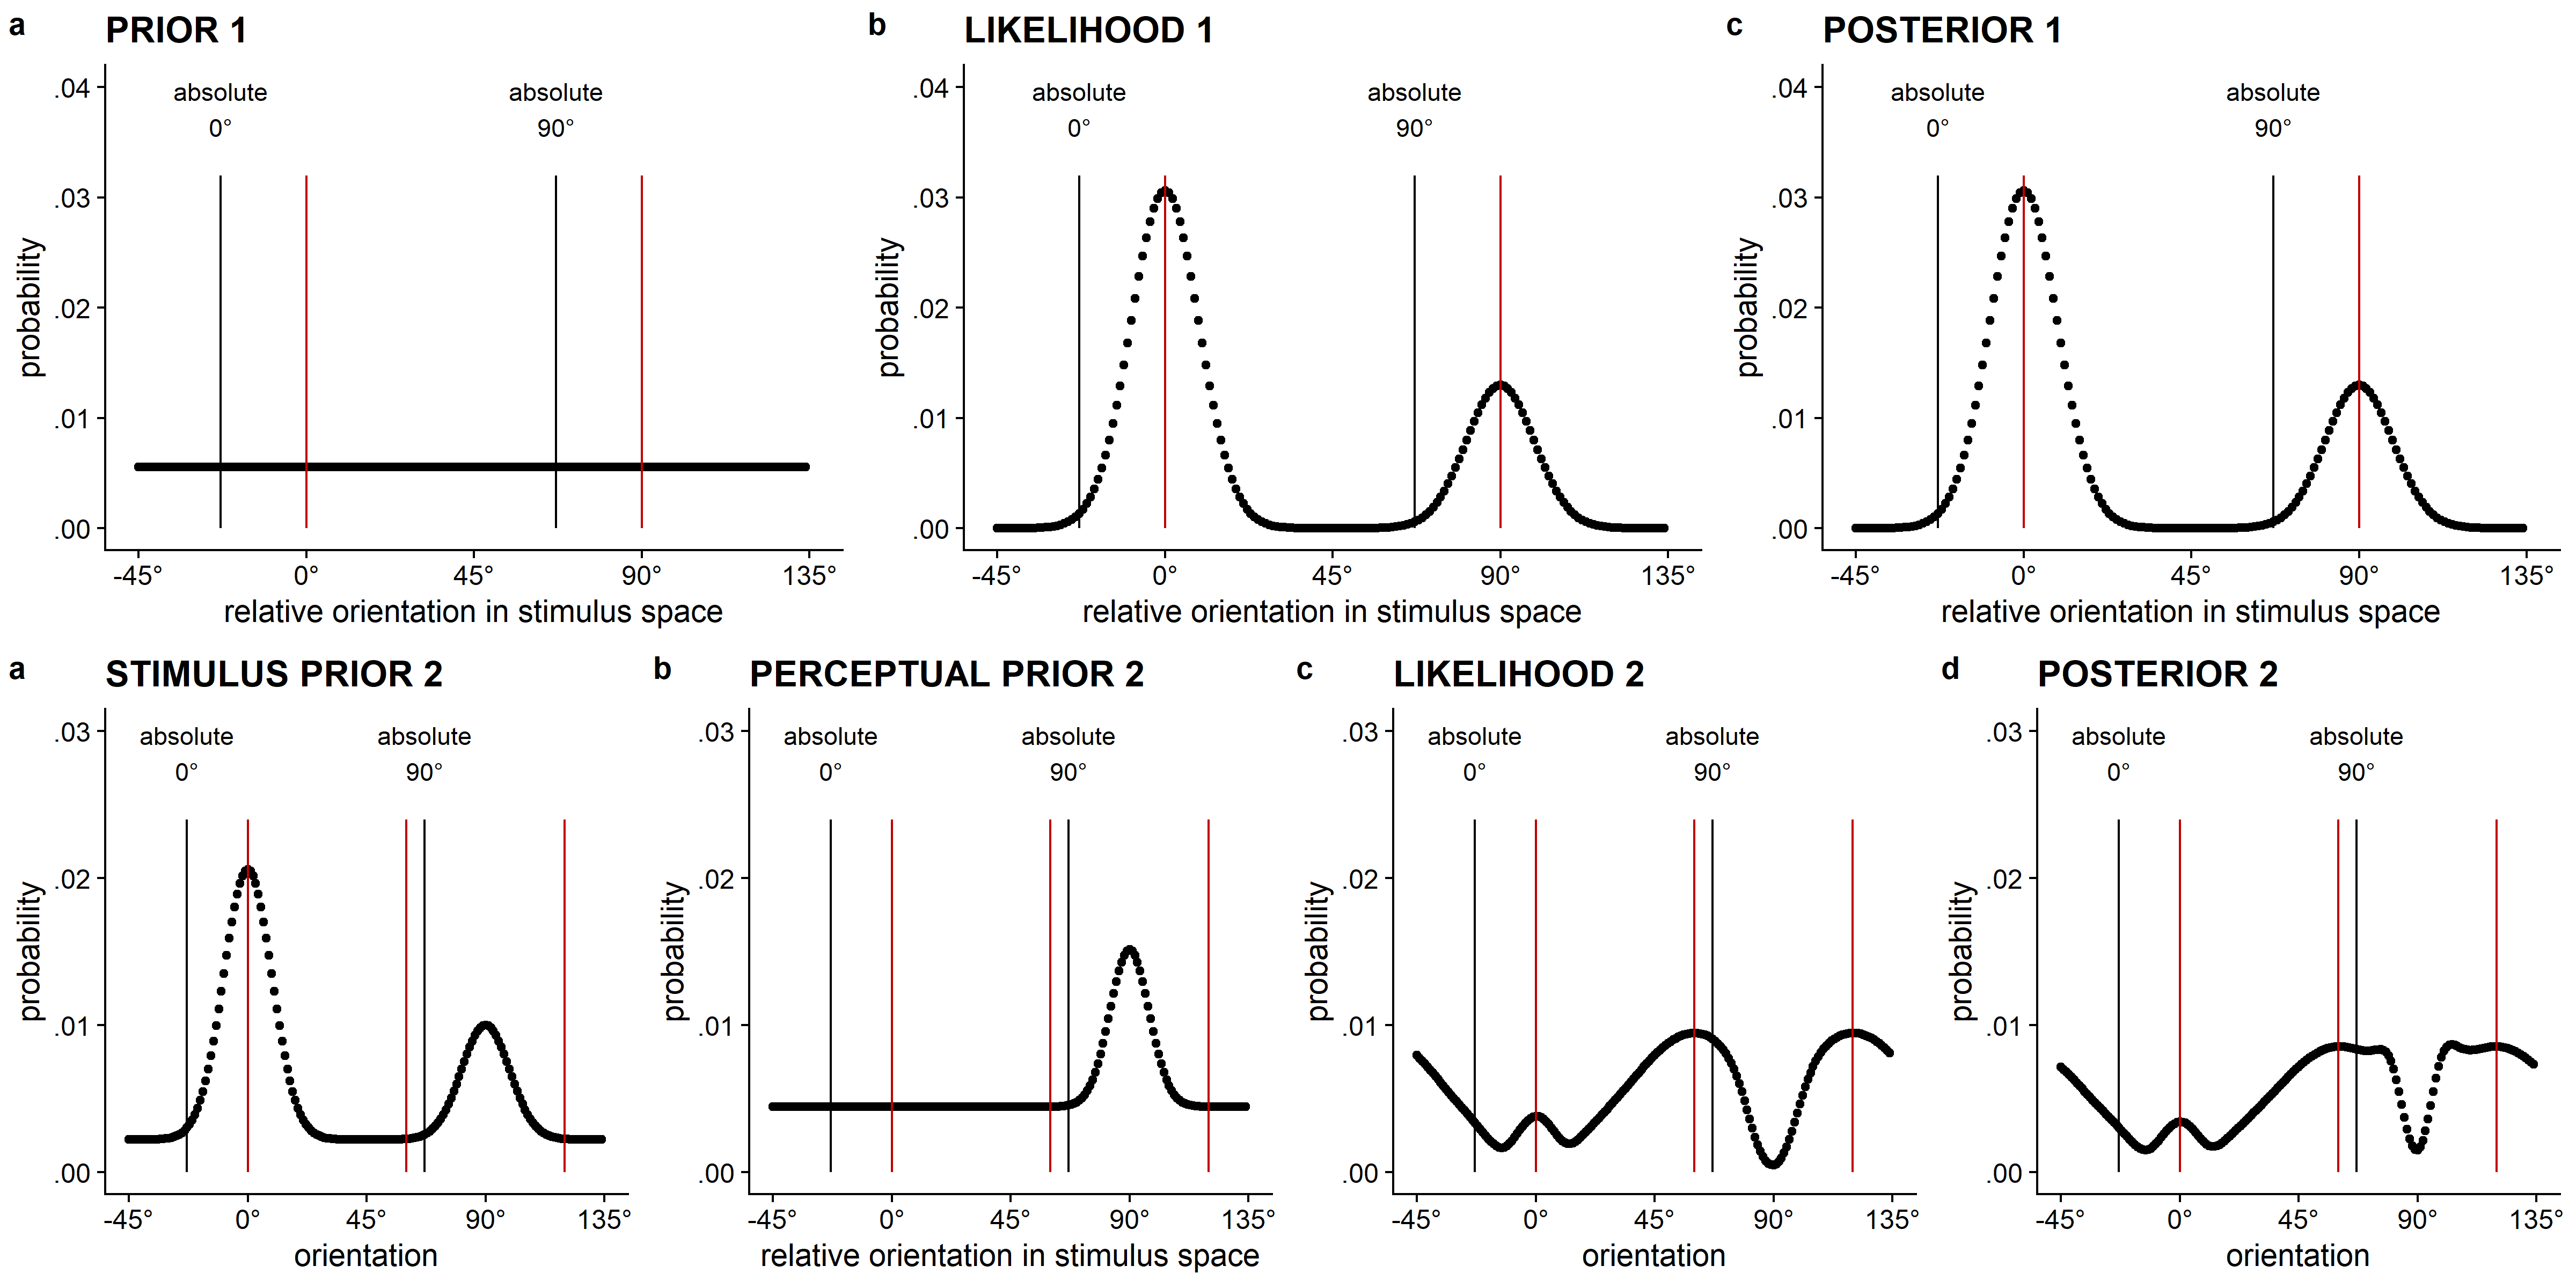 a PRIOR 1
.04
.03
.02
.01
.00
probability
absolute
0°
absolute
90°
-45° 0° 45° 90° 135°
relative orientation in stimulus space
b LIKELIHOOD 1
.04
.03
.02
.01
.00
probability
absolute
0°
absolute
90°
-45° 0° 45° 90° 135°
relative orientation in stimulus space
c POSTERIOR 1
.04
.03
.02
.01
.00
probability
absolute
0°
absolute
90°
-45° 0° 45° 90° 135°
relative orientation in stimulus space
a STIMULUS PRIOR 2
.03
.02
.01
.00
probability
absolute
0°
absolute
90°
-45° 0° 45° 90° 135°
orientation
b PERCEPTUAL PRIOR 2
.03
.02
.01
.00
probability
absolute
0°
absolute
90°
-45° 0° 45° 90° 135°
relative orientation in stimulus space
c LIKELIHOOD 2
.03
.02
.01
.00
probability
absolute
0°
absolute
90°
-45° 0° 45° 90° 135°
orientation
d POSTERIOR 2
.03
.02
.01
.00
probability
absolute
0°
absolute
90°
-45° 0° 45° 90° 135°
orientation